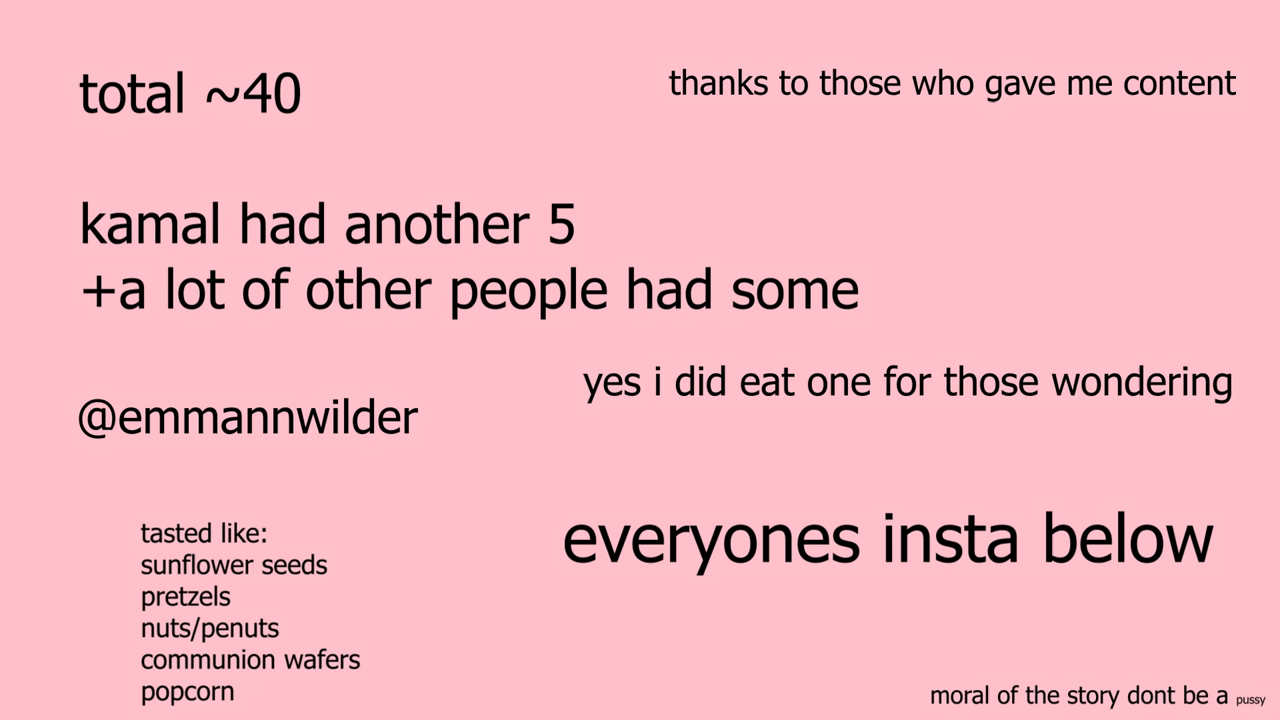 total ~40
thanks to those who gave me content
kamal had another 5
+a lot of other people had some
yes i did eat one for those wondering
@emmannwilder
everyones insta below
tasted like:
sunflower seeds
pretzels
nuts/penuts
communion wafers
popcorn
moral of the story dont be a pussy